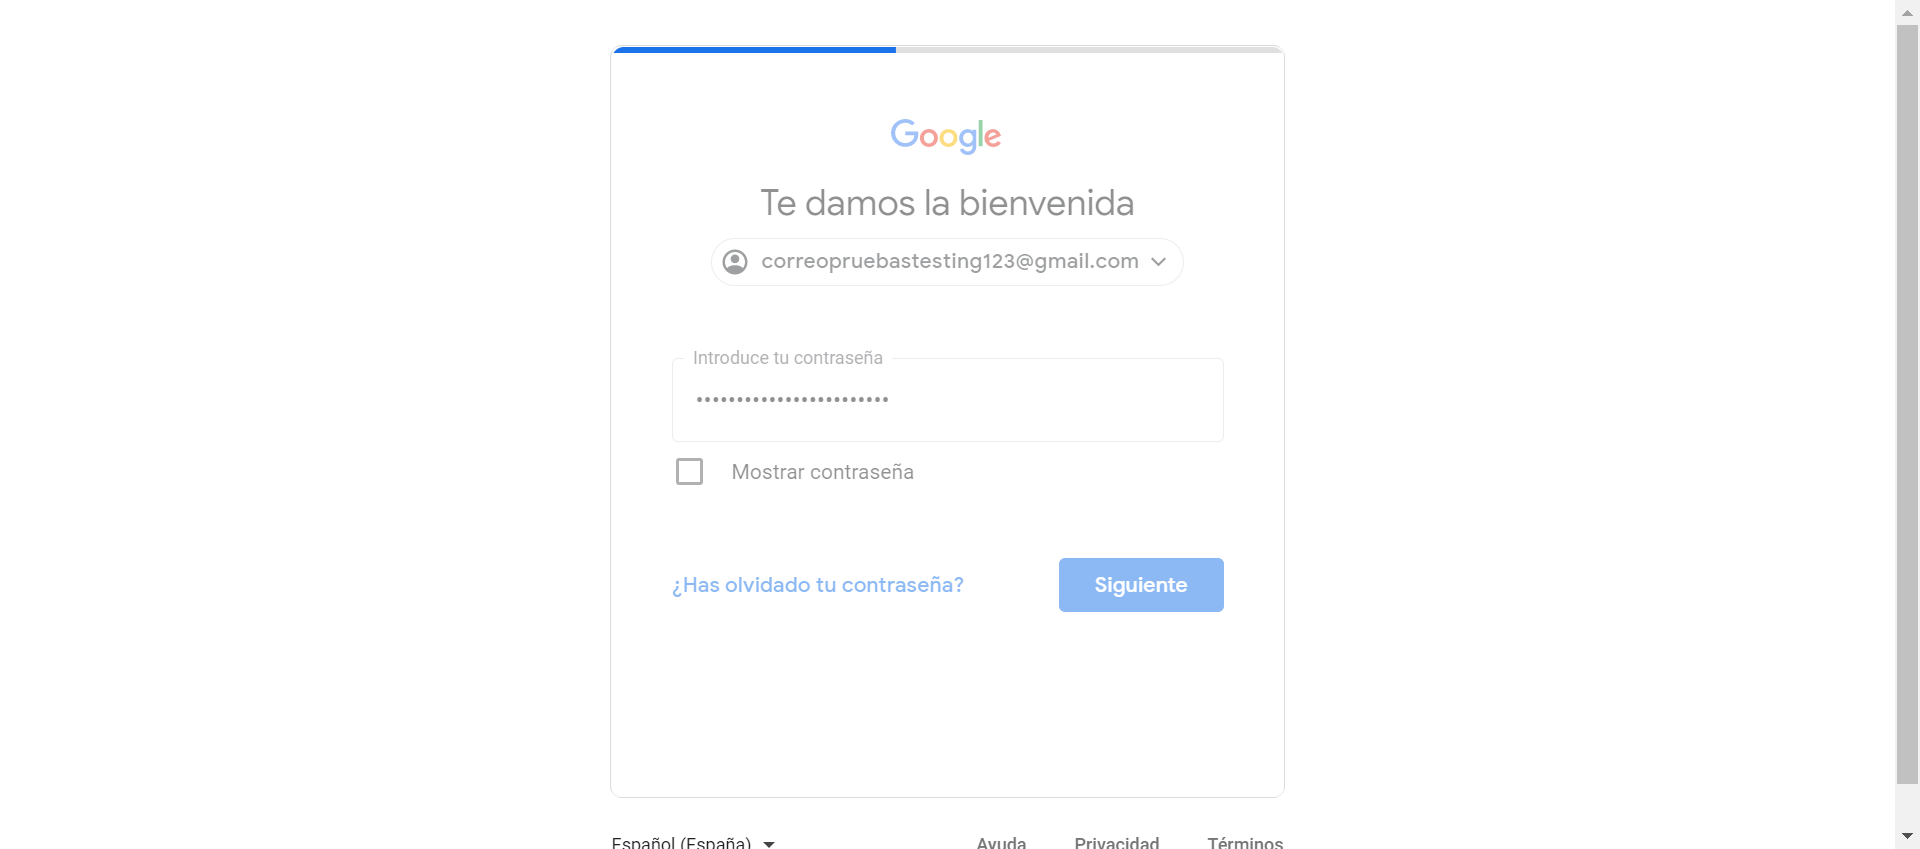 Google
Te damos la bienvenida
correopruebastesting123@gmail.com
Introduce tu contraseña
••••••••••••••••••••••••
Mostrar contraseña
¿Has olvidado tu contraseña?
Siguiente
Español (España)
Ayuda
Privacidad
Términos